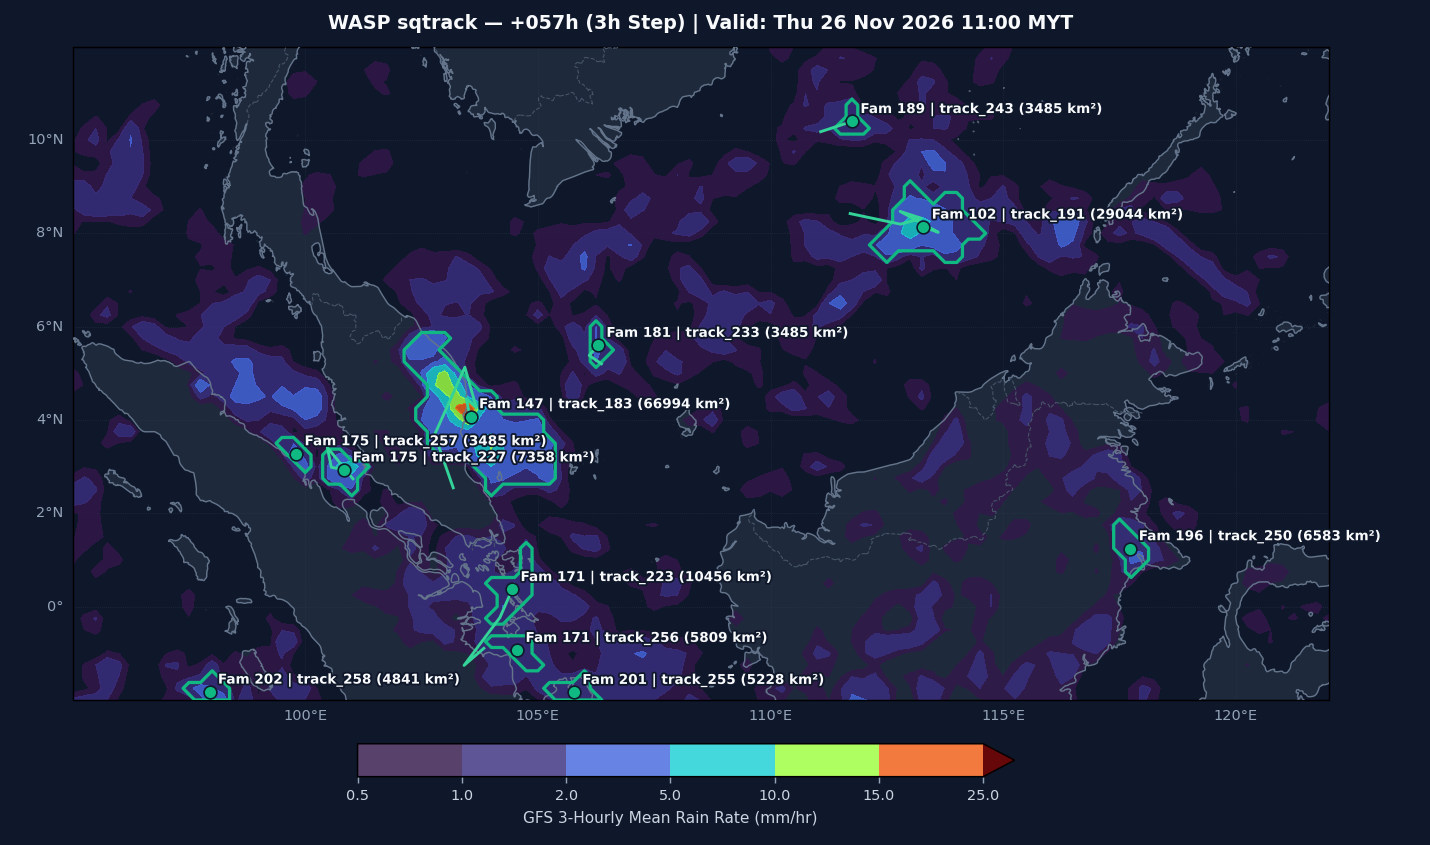 WASP sqtrack — +057h (3h Step) | Valid: Thu 26 Nov 2026 11:00 MYT
10°N
8°N
6°N
4°N
2°N
0°
Fam 189 | track_243 (3485 km²)
Fam 102 | track_191 (29044 km²)
Fam 181 | track_233 (3485 km²)
Fam 147 | track_183 (66994 km²)
Fam 175 | track_257 (3485 km²)
Fam 175 | track_227 (7358 km²)
Fam 196 | track_250 (6583 km²)
Fam 171 | track_223 (10456 km²)
Fam 171 | track_256 (5809 km²)
Fam 202 | track_258 (4841 km²)
Fam 201 | track_255 (5228 km²)
100°E 105°E 110°E 115°E 120°E
0.5 1.0 2.0 5.0 10.0 15.0 25.0
GFS 3-Hourly Mean Rain Rate (mm/hr)